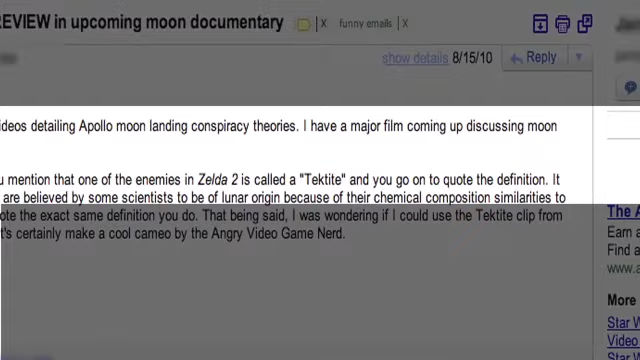 REVIEW in upcoming moon documentary
X
funny emails
X
show details 8/15/10
Reply
ideos detailing Apollo moon landing conspiracy theories. I have a major film coming up discussing moon
u mention that one of the enemies in Zelda 2 is called a "Tektite" and you go on to quote the definition. It
are believed by some scientists to be of lunar origin because of their chemical composition similarities to
ote the exact same definition you do. That being said, I was wondering if I could use the Tektite clip from
t's certainly make a cool cameo by the Angry Video Game Nerd.
The A
Earn a
Find a
www.a
More
Star W
Video
Star W